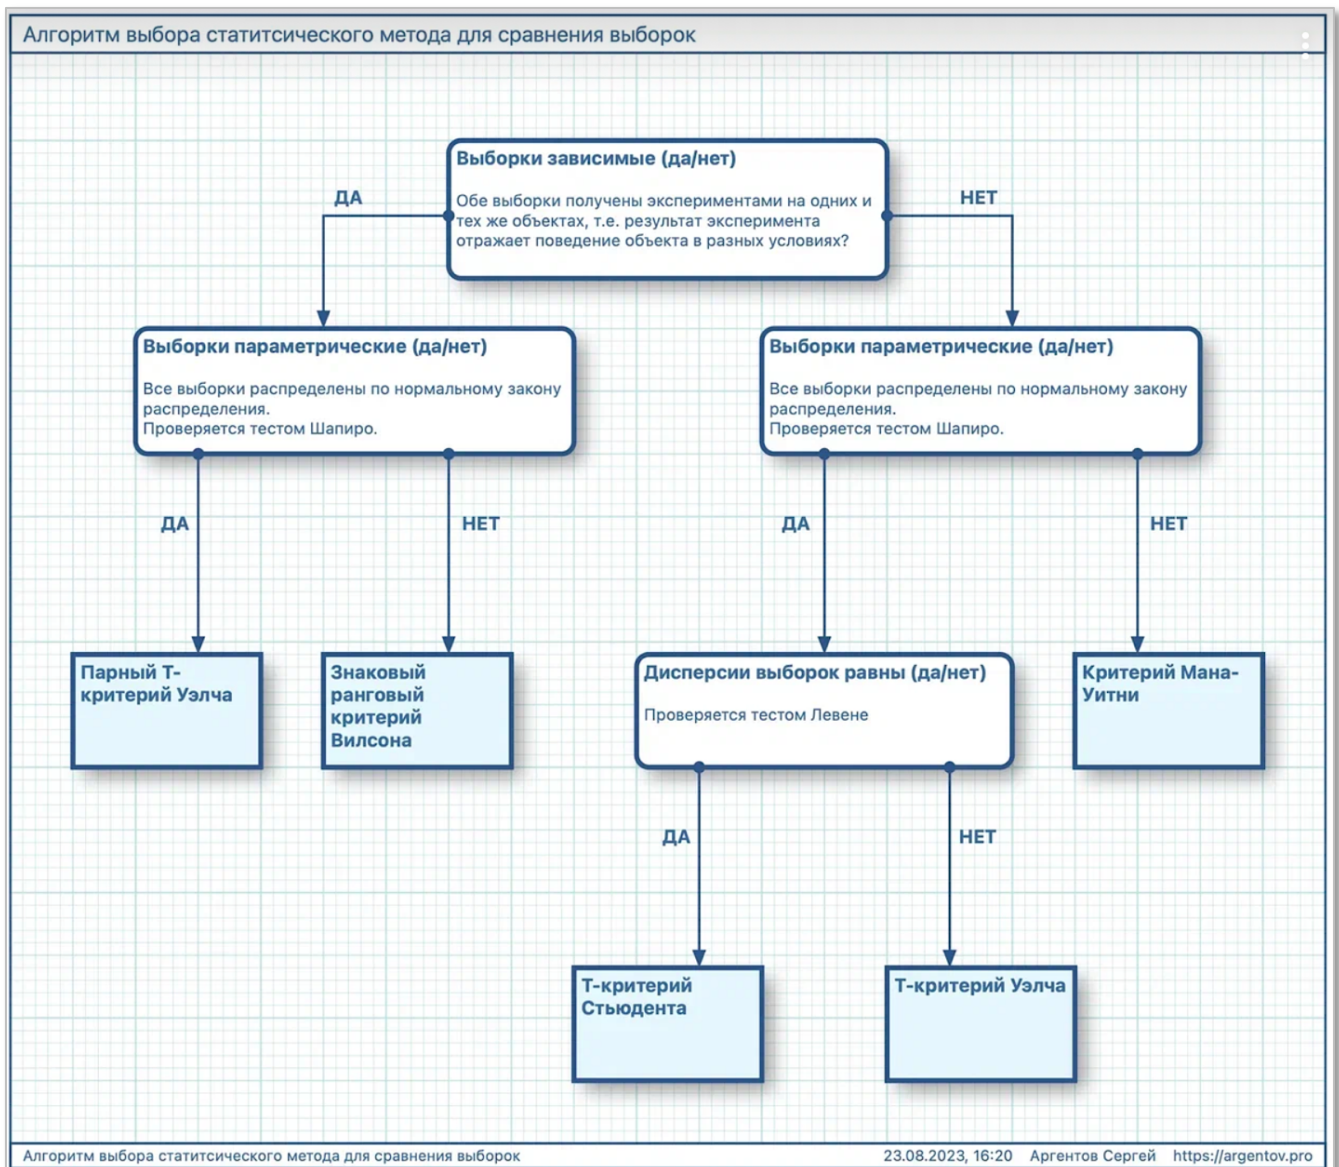 Алгоритм выбора статитсического метода для сравнения выборок
Выборки зависимые (да/нет)
Обе выборки получены экспериментами на одних и
тех же объектах, т.е. результат эксперимента
отражает поведение объекта в разных условиях?
ДА
НЕТ
Выборки параметрические (да/нет)
Все выборки распределены по нормальному закону
распределения.
Проверяется тестом Шапиро.
Выборки параметрические (да/нет)
Все выборки распределены по нормальному закону
распределения.
Проверяется тестом Шапиро.
ДА
НЕТ
ДА
НЕТ
Парный Т-
критерий Уэлча
Знаковый
ранговый
критерий
Вилсона
Дисперсии выборок равны (да/нет)
Проверяется тестом Левене
Критерий Мана-
Уитни
ДА
НЕТ
Т-критерий
Стьюдента
Т-критерий Уэлча
Алгоритм выбора статитсического метода для сравнения выборок
23.08.2023, 16:20 Аргентов Сергей https://argentov.pro